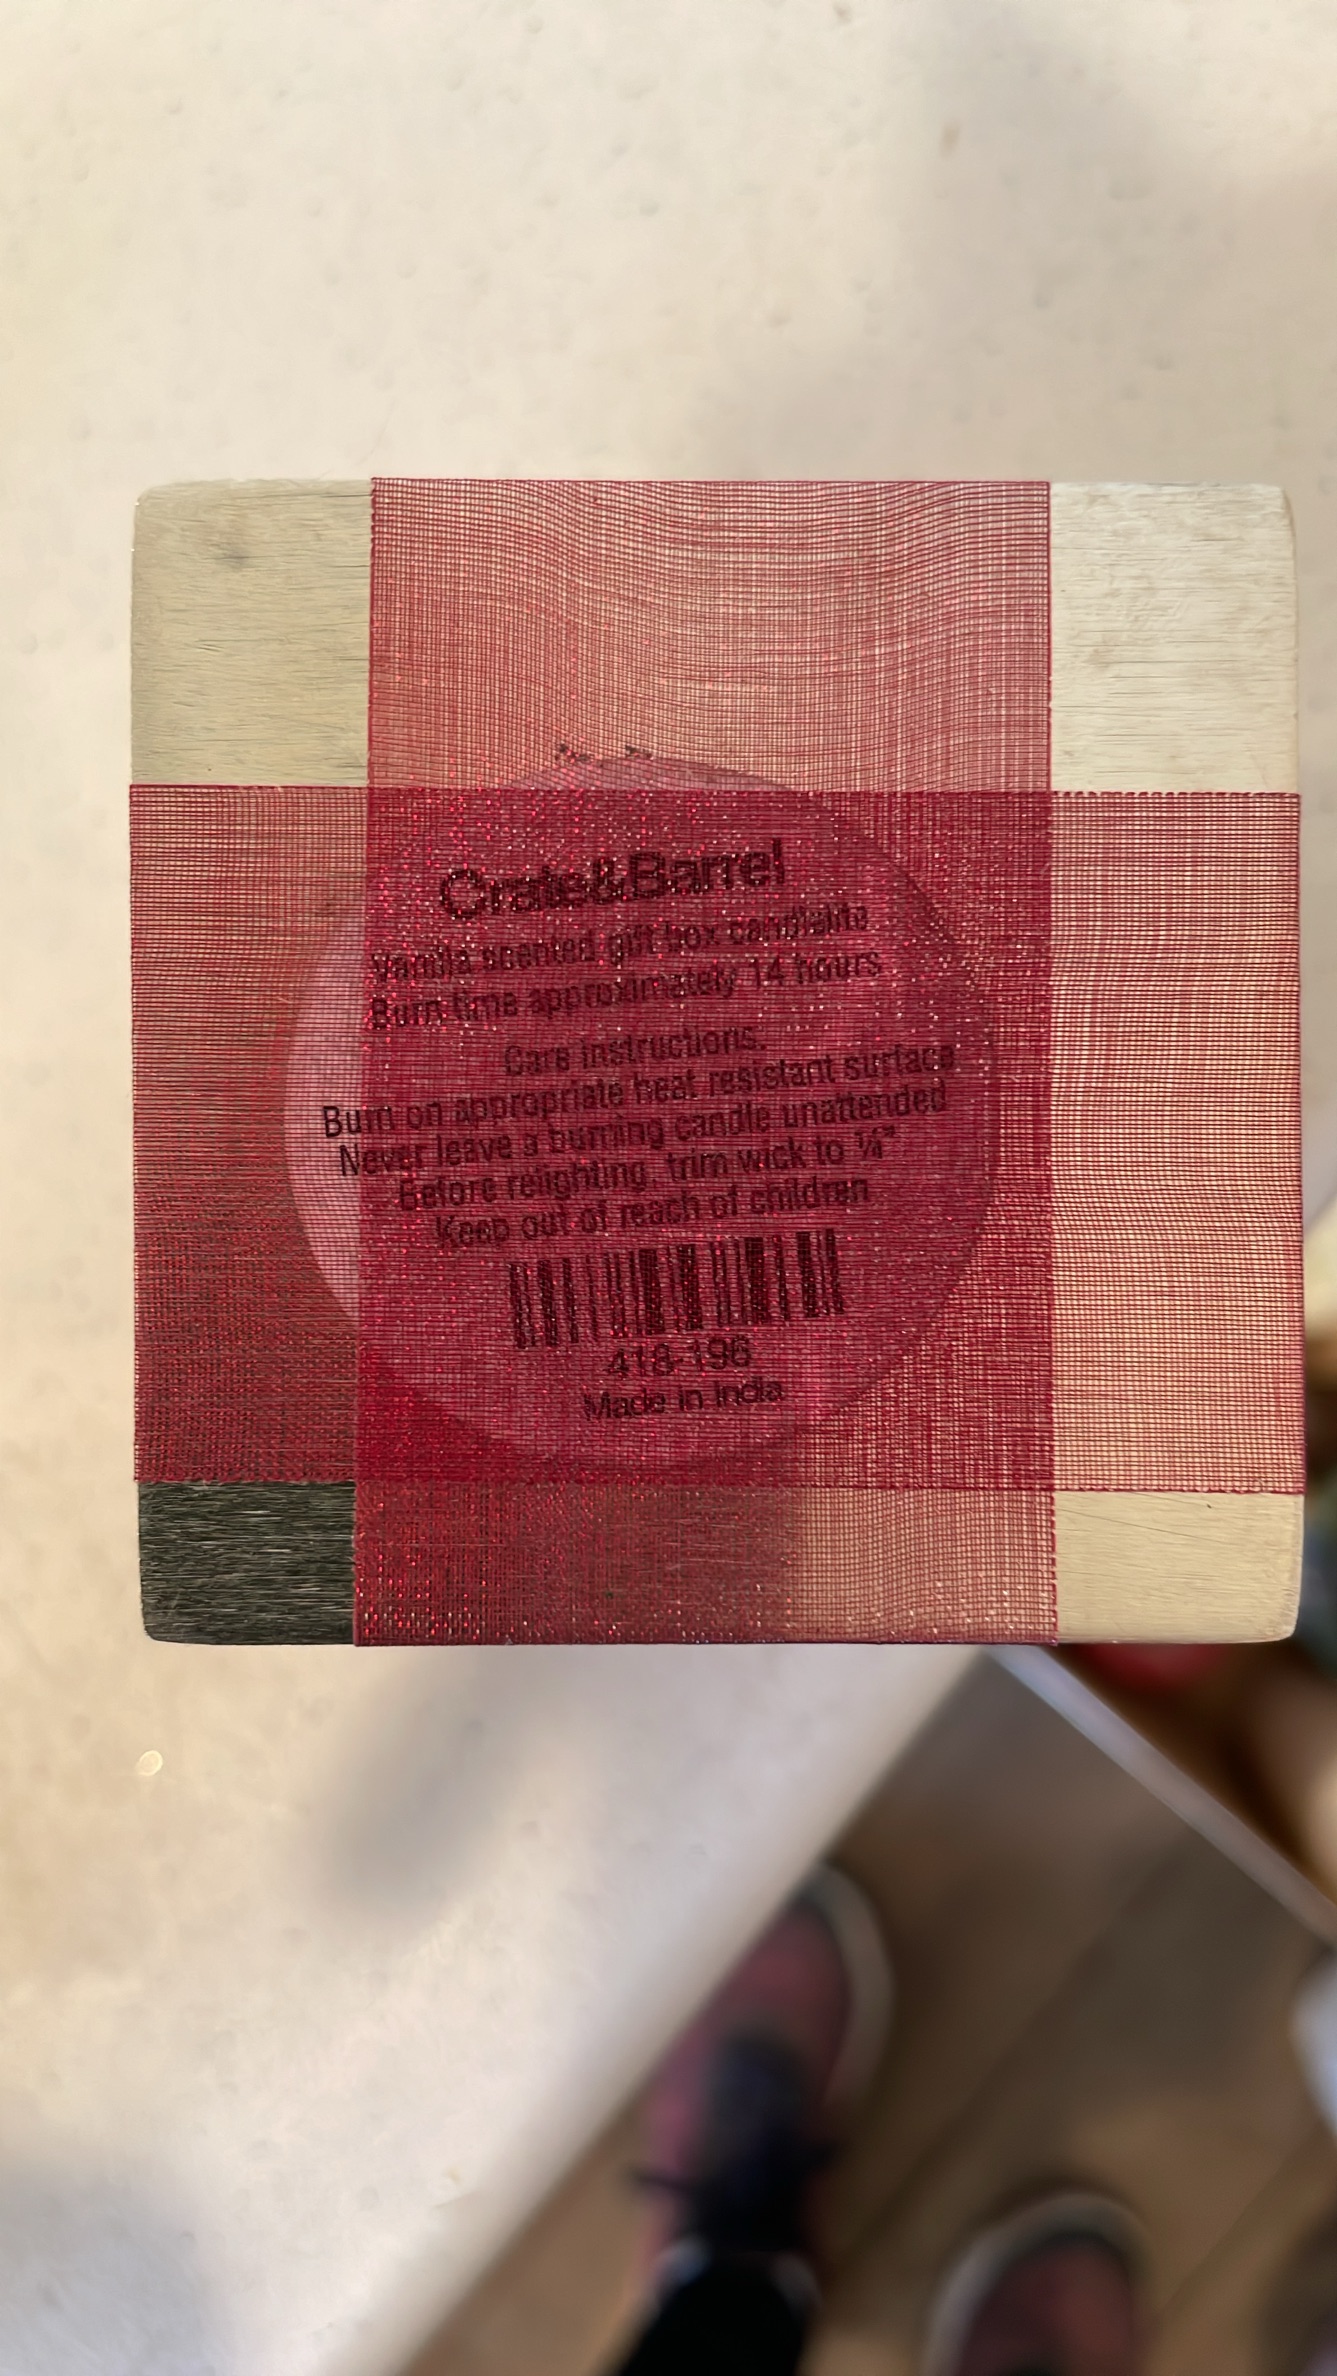 Crate&Barrel
Vanilla scented gift box candlelite
Burn time approximately 14 hours
Care instructions.
Burn on appropriate heat resistant surface
Never leave a burning candle unattended
Before relighting, trim wick to ¼"
Keep out of reach of children
418-196
Made in India